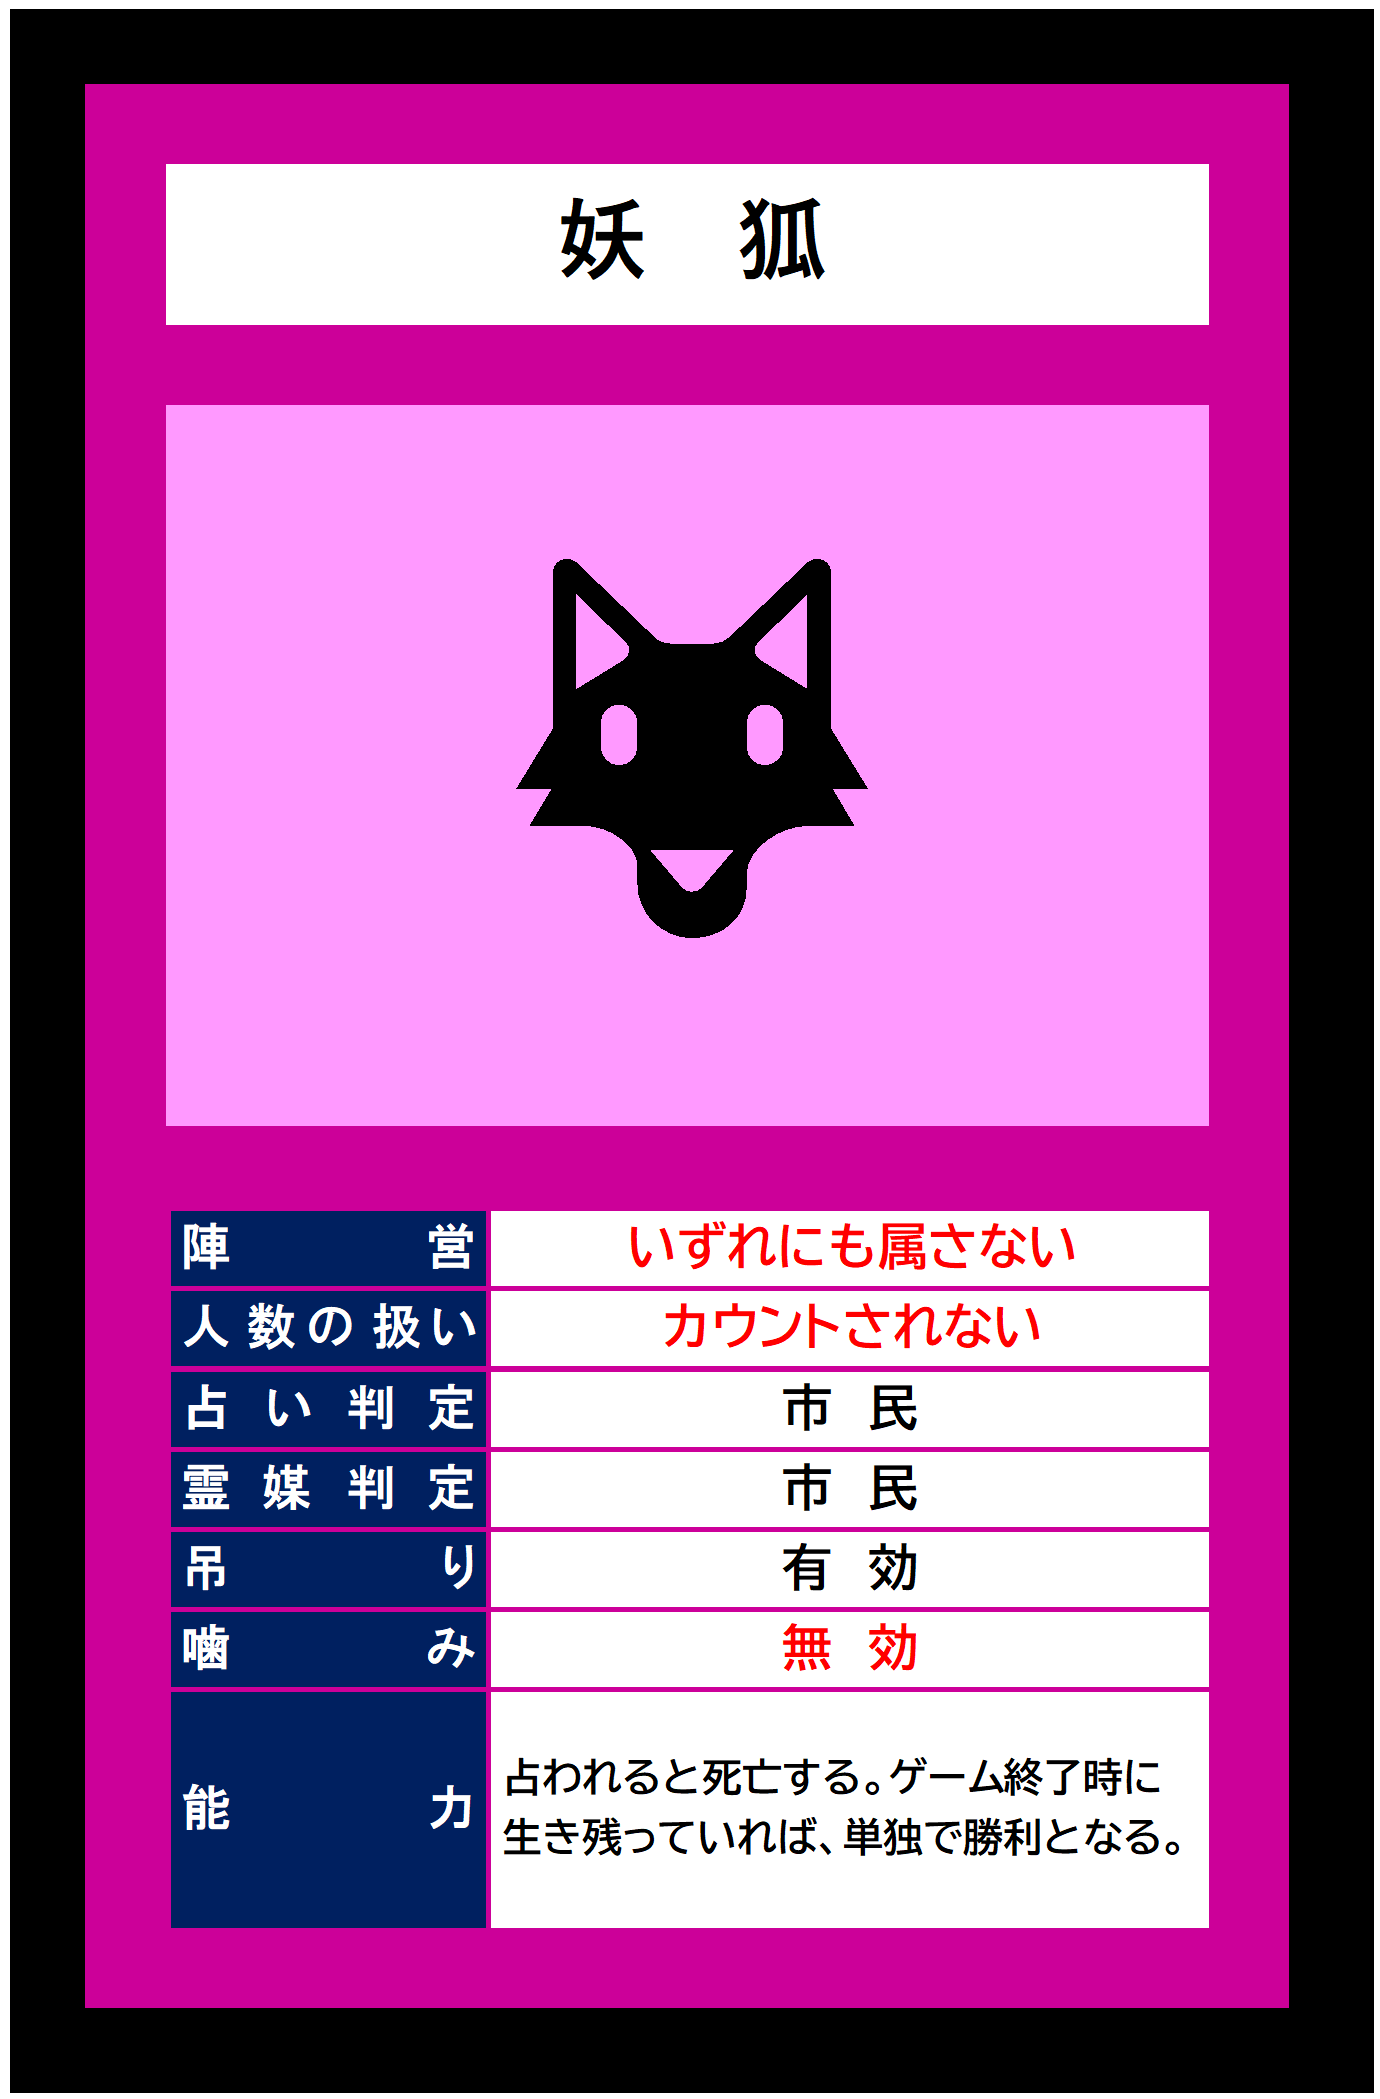 妖　狐
陣営 いずれにも属さない
人数の扱い カウントされない
占い判定 市民
霊媒判定 市民
吊り 有効
噛み 無効
能力 占われると死亡する。ゲーム終了時に
生き残っていれば、単独で勝利となる。